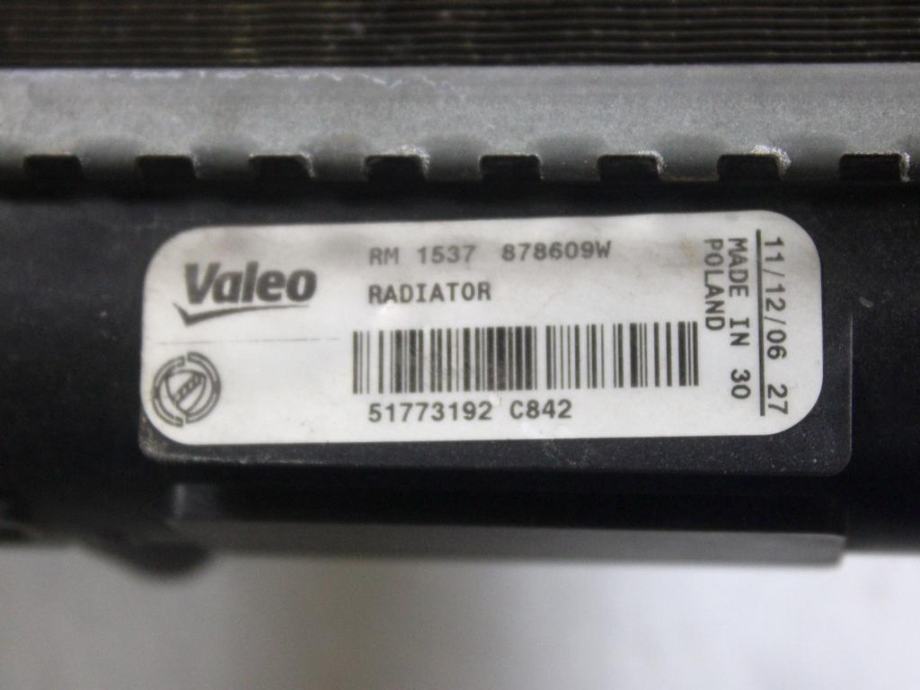 Valeo
RM 1537 878609W
RADIATOR
51773192 C842
11/12/06 27
MADE IN 30
POLAND